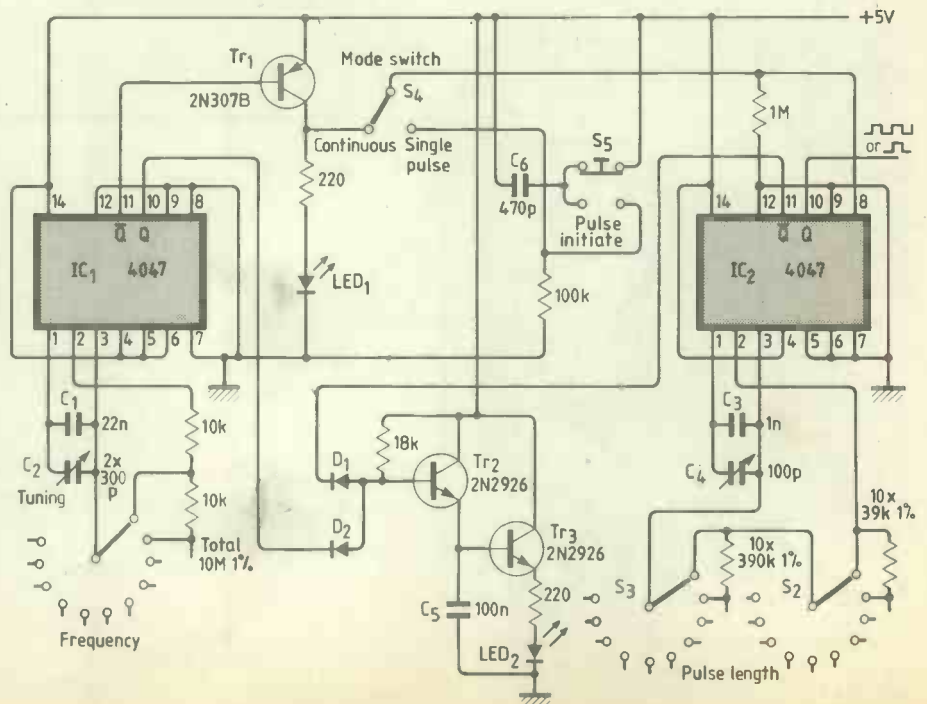 +5V
Tr1
2N307B
Mode switch
S4
Continuous
Single
pulse
220
LED1
C6
470p
S5
Pulse
initiate
100k
1M
or
14
12
11
10
9
8
Q̅ Q
IC1 4047
1
2
3
4
5
6
7
C1
22n
C2
Tuning
2x
300
p
10k
10k
Total
10M 1%
Frequency
D1
D2
18k
Tr2
2N2926
Tr3
2N2926
C5
100n
220
LED2
14
12
11
10
9
8
Q̅ Q
IC2 4047
1
2
3
4
5
6
7
C3
1n
C4
100p
10x
39k 1%
10x
390k 1%
S3
S2
Pulse length